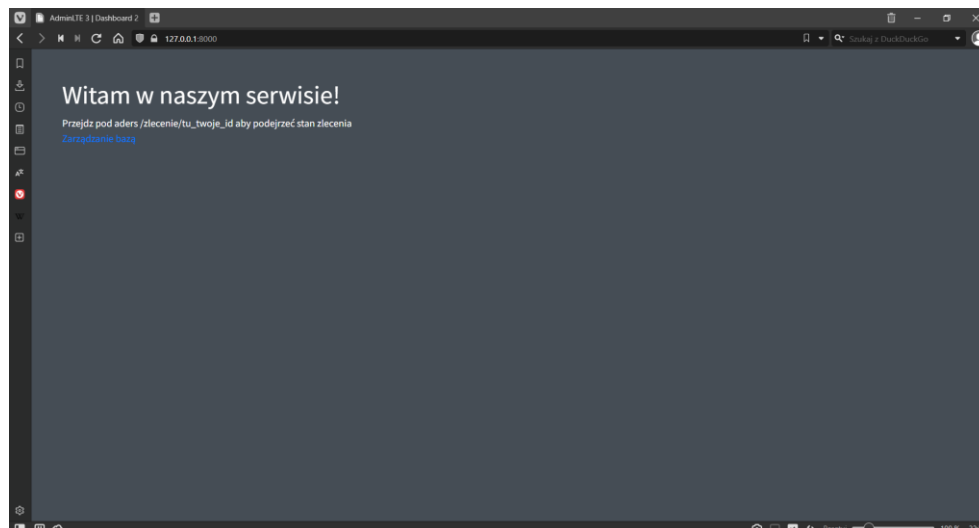 AdminLTE 3 | Dashboard 2
127.0.0.1:8000
Szukaj z DuckDuckGo
Witam w naszym serwisie!
Przejdz pod aders /zlecenie/tu_twoje_id aby podejrzeć stan zlecenia
Zarządzanie bazą
100 %